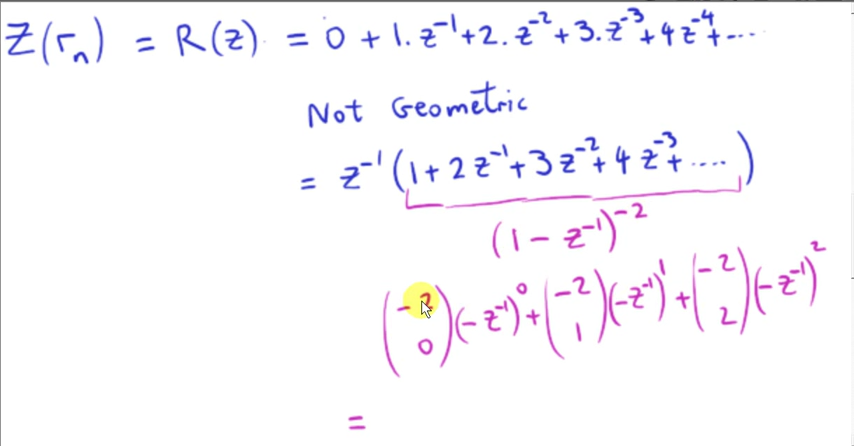 Z(rₙ) = R(z) = 0 + 1.z⁻¹ + 2.z⁻² + 3.z⁻³ + 4z⁻⁴ + ....
Not Geometric
= z⁻¹(1 + 2z⁻¹ + 3z⁻² + 4z⁻³ + ....)
(1 − z⁻¹)⁻²
(−2 0)(−z⁻¹)⁰ + (−2 1)(−z⁻¹)¹ + (−2 2)(−z⁻¹)²
=